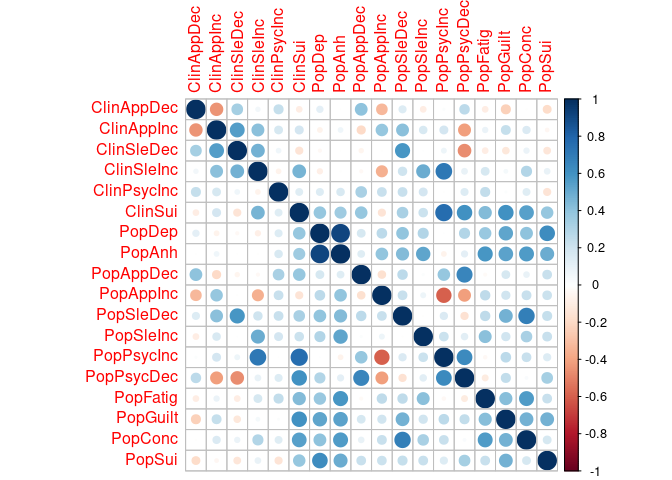 ClinAppDec
ClinAppInc
ClinSleDec
ClinSleInc
ClinPsycInc
ClinSui
PopDep
PopAnh
PopAppDec
PopAppInc
PopSleDec
PopSleInc
PopPsycInc
PopPsycDec
PopFatig
PopGuilt
PopConc
PopSui
ClinAppDec
ClinAppInc
ClinSleDec
ClinSleInc
ClinPsycInc
ClinSui
PopDep
PopAnh
PopAppDec
PopAppInc
PopSleDec
PopSleInc
PopPsycInc
PopPsycDec
PopFatig
PopGuilt
PopConc
PopSui
1
0.8
0.6
0.4
0.2
0
-0.2
-0.4
-0.6
-0.8
-1